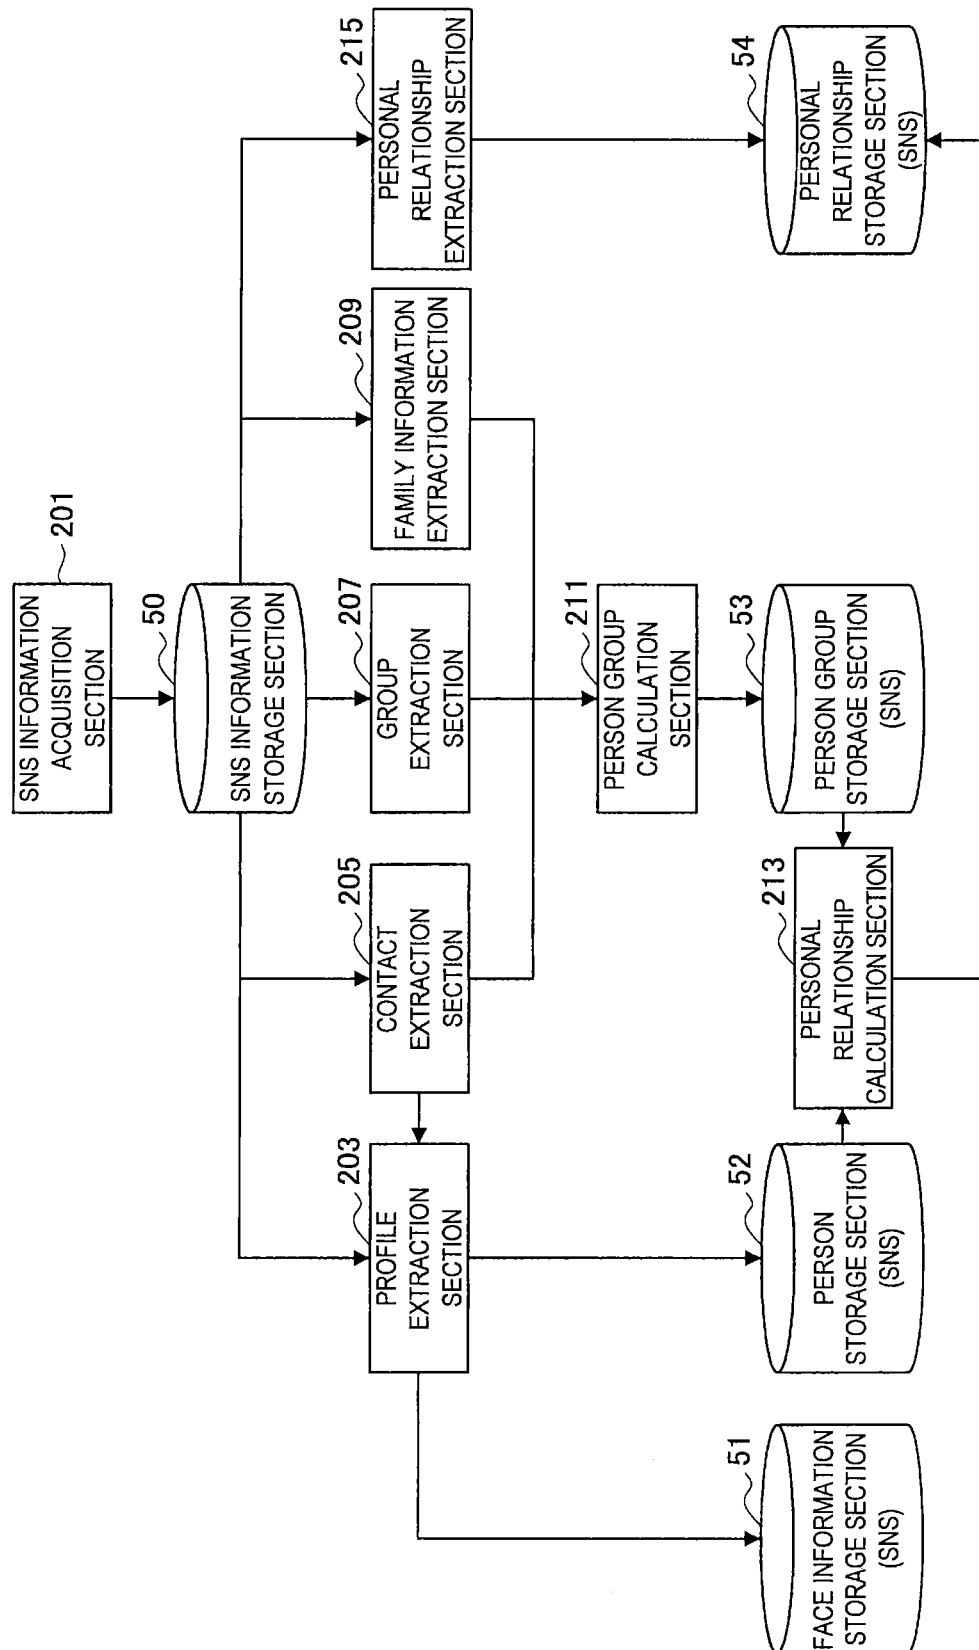 201
SNS INFORMATION
ACQUISITION
SECTION
50
SNS INFORMATION
STORAGE SECTION
203
PROFILE
EXTRACTION
SECTION
205
CONTACT
EXTRACTION
SECTION
207
GROUP
EXTRACTION
SECTION
209
FAMILY INFORMATION
EXTRACTION SECTION
215
PERSONAL
RELATIONSHIP
EXTRACTION SECTION
211
PERSON GROUP
CALCULATION
SECTION
51
FACE INFORMATION
STORAGE SECTION
(SNS)
52
PERSON
STORAGE SECTION
(SNS)
213
PERSONAL
RELATIONSHIP
CALCULATION SECTION
53
PERSON GROUP
STORAGE SECTION
(SNS)
54
PERSONAL
RELATIONSHIP
STORAGE SECTION
(SNS)